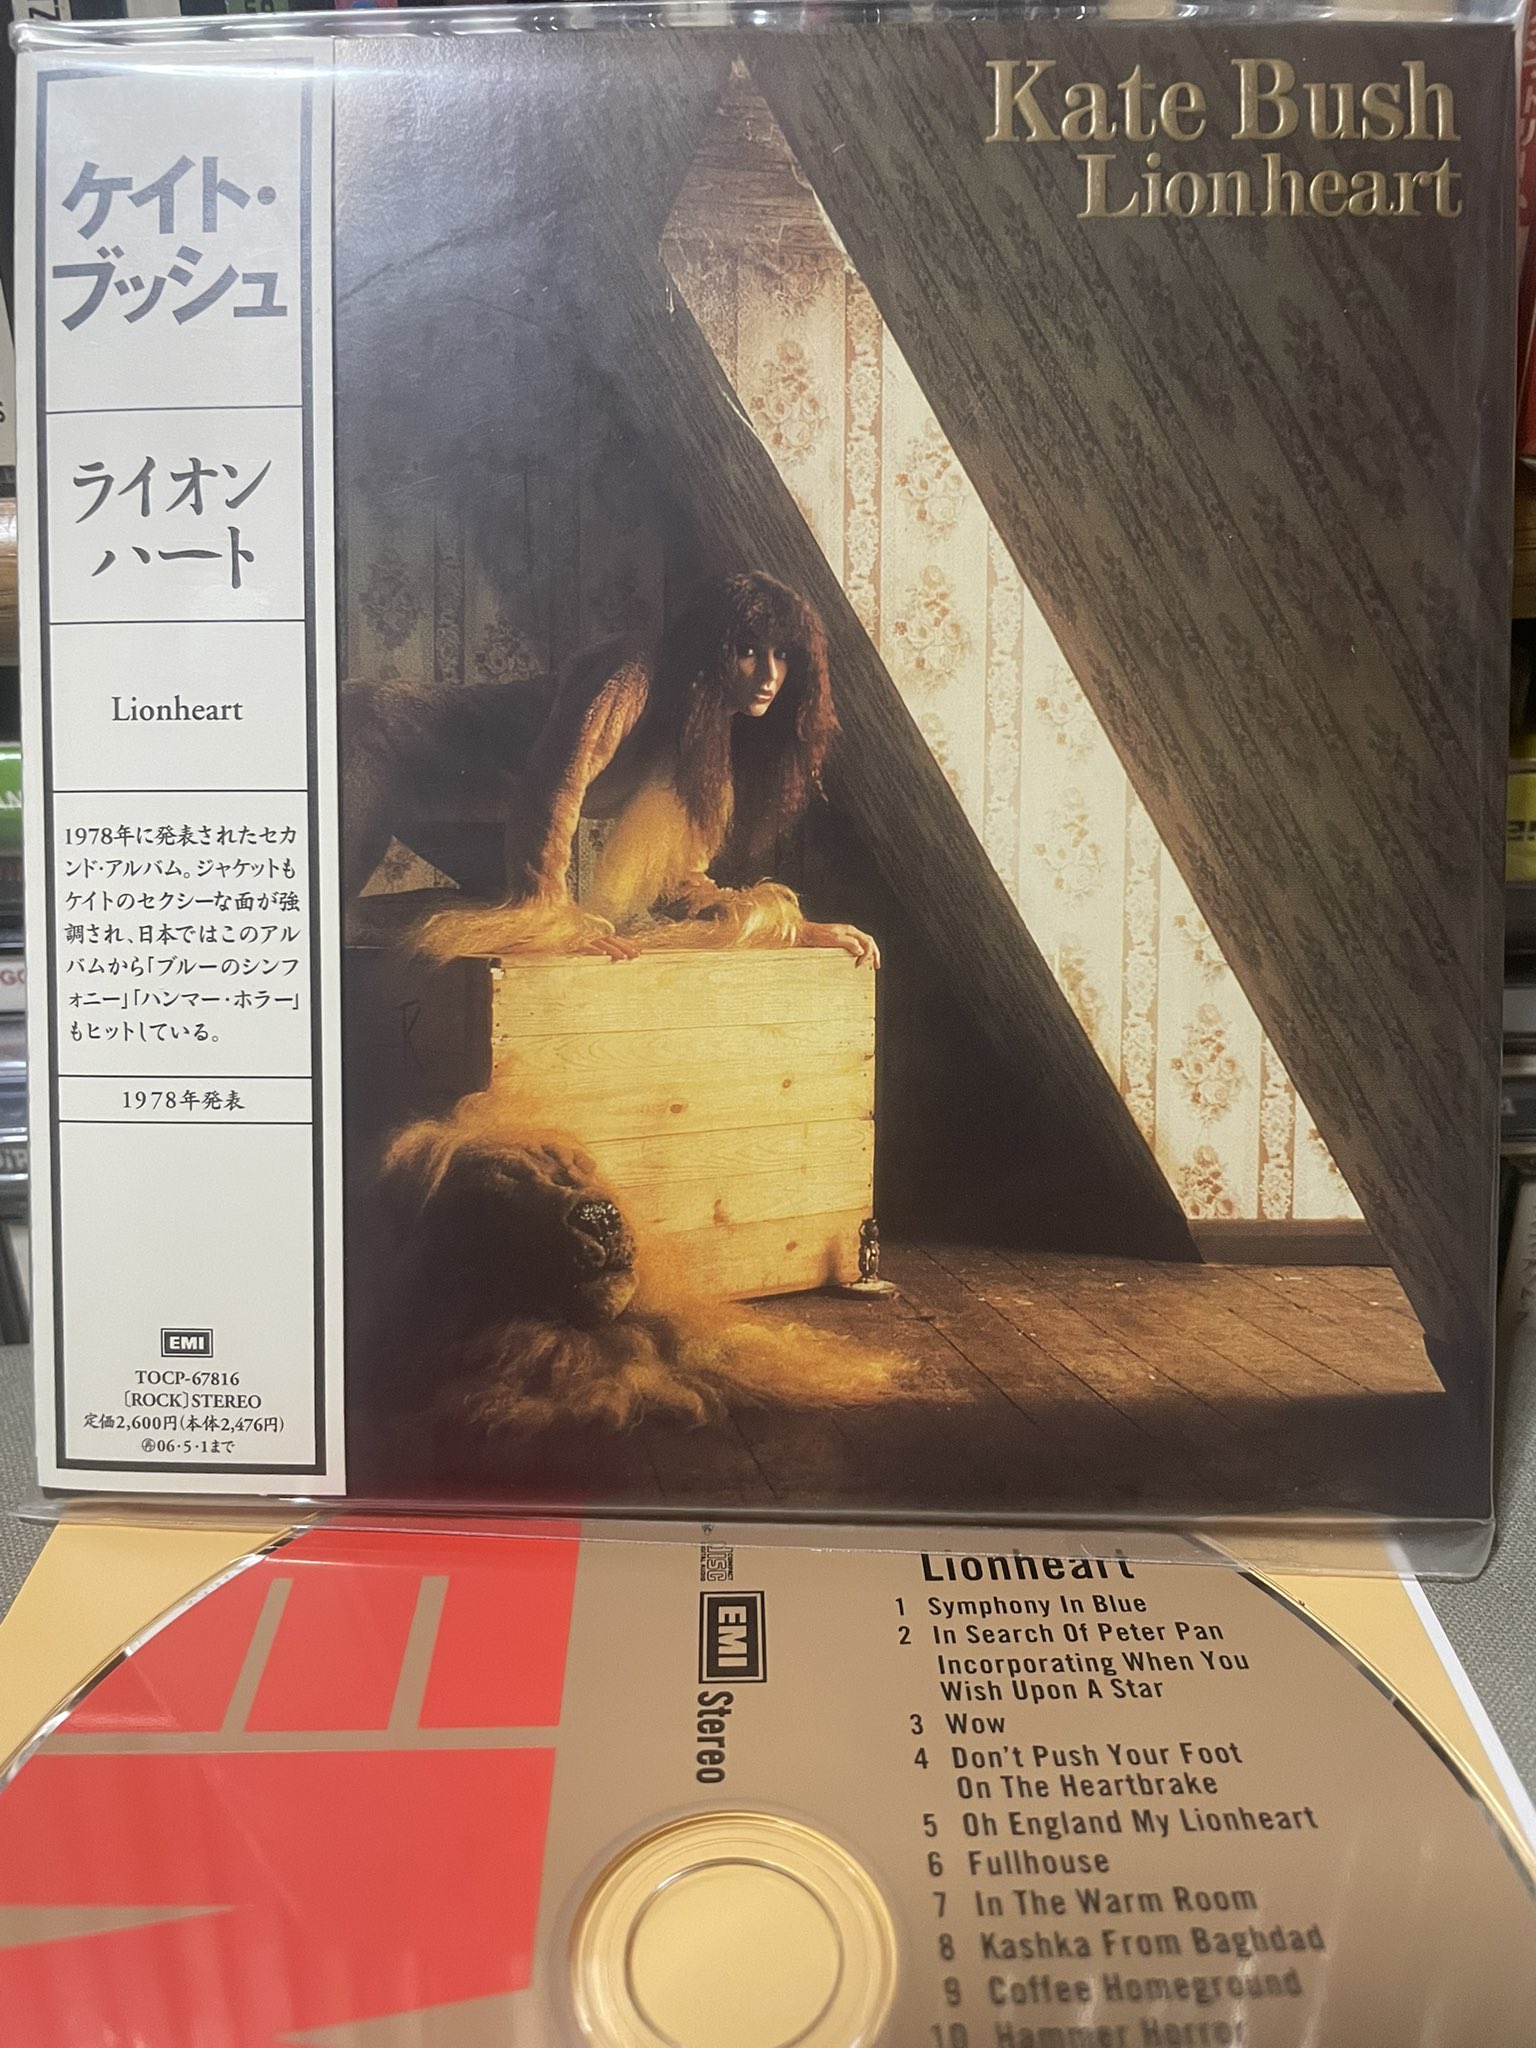 Kate Bush
Lionheart
ケイト・
ブッシュ
ライオン
ハート
Lionheart
1978年に発表されたセカ
ンド・アルバム。ジャケットも
ケイトのセクシーな面が強
調され、日本ではこのアル
バムから「ブルーのシンフ
ォニー」「ハンマー・ホラー」
もヒットしている。
1978年発表
EMI
TOCP-67816
〔ROCK〕STEREO
定価2,600円(本体2,476円)
㋬06・5・1まで
R
EMI
Stereo
Lionheart
1 Symphony In Blue
2 In Search Of Peter Pan
Incorporating When You
Wish Upon A Star
3 Wow
4 Don't Push Your Foot
On The Heartbrake
5 Oh England My Lionheart
6 Fullhouse
7 In The Warm Room
8 Kashka From Baghdad
9 Coffee Homeground
10 Hammer Horror